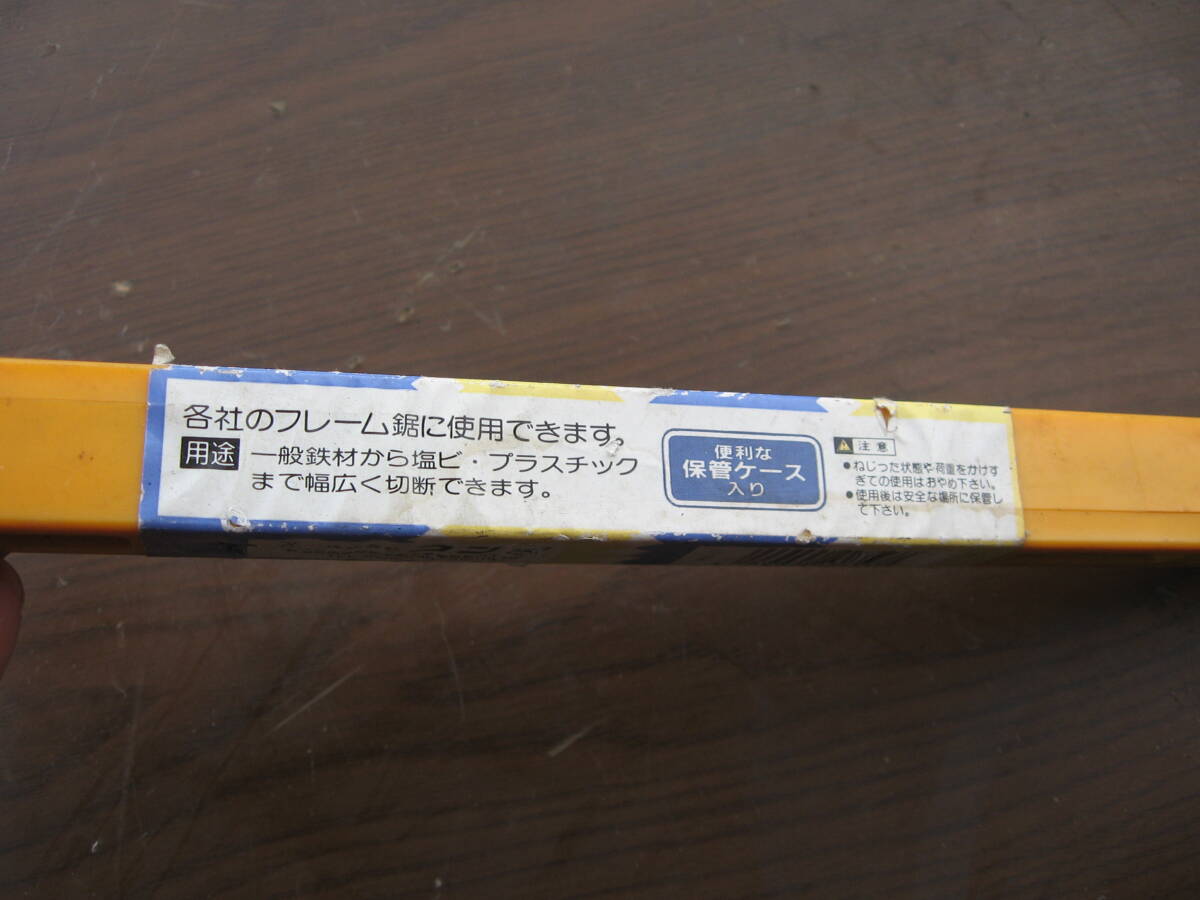 各社のフレーム鋸に使用できます。
用途
一般鉄材から塩ビ・プラスチック
まで幅広く切断できます。
便利な
保管ケース
入り
注意
●ねじった状態や荷重をかけす
ぎての使用はおやめ下さい。
●使用後は安全な場所に保管し
て下さい。